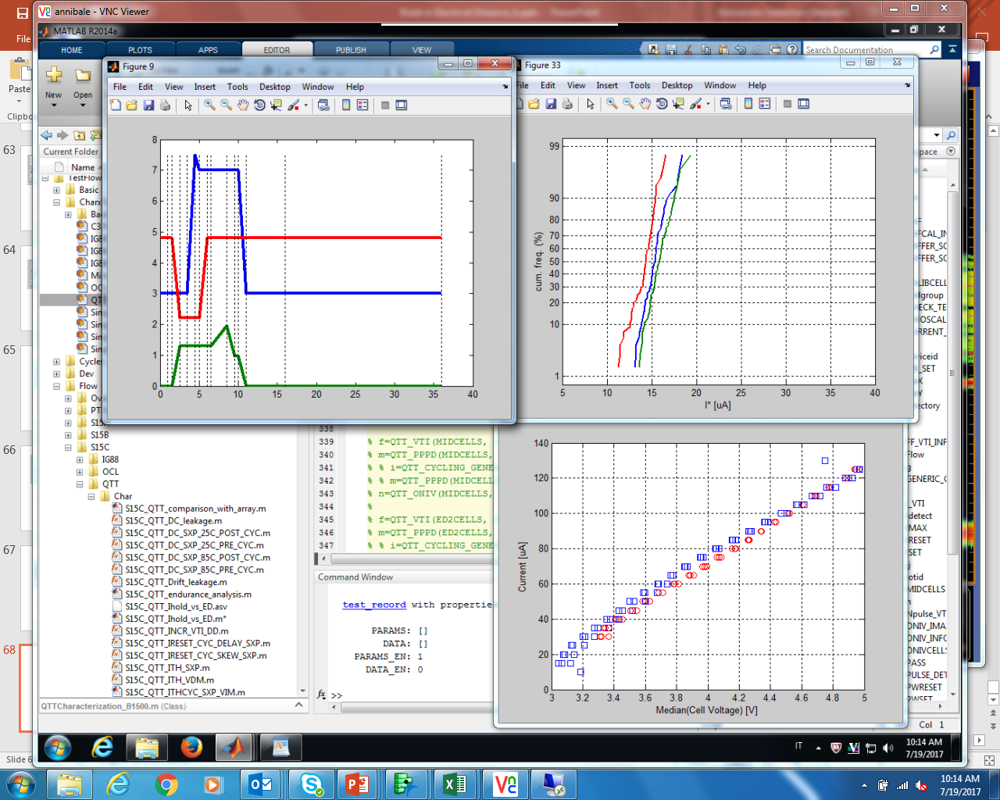 annibale - VNC Viewer
MATLAB R2014a
File
HOME
PLOTS
APPS
EDITOR
PUBLISH
VIEW
Search Documentation
Paste
New
Open
Figure 9
File Edit View Insert Tools Desktop Window Help
8
7
6
5
4
3
2
1
0
0 5 10 15 20 25 30 35 40
Figure 33
File Edit View Insert Tools Desktop Window Help
99
90
80
70
60
50
40
30
20
10
1
cum. freq. (%)
5 10 15 20 25 30 35 40
I* [uA]
63
64
65
66
67
68
Current Folder
Name
TestFlow
Basic
Ba
C3
IG8
IG8
IG8
Mi
OC
QT
Sin
Sin
Sin
Sin
Cycle
Dev
Flow
Ov
PT
S15
S15B
S15C
IG88
OCL
QTT
Char
S15C_QTT_comparison_with_array.m
S15C_QTT_DC_leakage.m
S15C_QTT_DC_SXP_25C_POST_CYC.m
S15C_QTT_DC_SXP_25C_PRE_CYC.m
S15C_QTT_DC_SXP_85C_POST_CYC.m
S15C_QTT_DC_SXP_85C_PRE_CYC.m
S15C_QTT_Drift_leakage.m
S15C_QTT_endurance_analysis.m
S15C_QTT_Ihold_vs_ED.asv
S15C_QTT_Ihold_vs_ED.m*
S15C_QTT_INCR_VTI_DD.m
S15C_QTT_IRESET_CYC_DELAY_SXP.m
S15C_QTT_IRESET_CYC_SKEW_SXP.m
S15C_QTT_ITH_SXP.m
S15C_QTT_ITH_VDM.m
S15C_QTT_ITHCYC_SXP_VIM.m
QTTCharacterization_B1500.m (Class)
338
339 % f=QTT_VTI(MIDCELLS,
340 % m=QTT_PPPD(MIDCELLS,
341 % % i=QTT_CYCLING_GENE
342 % % m=QTT_PPPD(MIDCELLS
343 % n=QTT_ONIV(MIDCELLS,
344 %
345 % f=QTT_VTI(ED2CELLS,
346 % m=QTT_PPPD(ED2CELLS,
347 % % i=QTT_CYCLING_GENE
Command Window
test_record with propertie
PARAMS: []
DATA: []
PARAMS_EN: 1
DATA_EN: 0
fx >>
140
120
100
80
60
40
20
0
Current [uA]
3 3.2 3.4 3.6 3.8 4 4.2 4.4 4.6 4.8 5
Median(Cell Voltage) [V]
pace
FCAL_IN
FFER_SC
LIBCELL
dgroup
ECK_TE
OSCAL
RRENT_
viceid
_SET
X
Y
ectory
FF_VTI_INF
Flow
g
GENERIC_C
_VTI
detect
MAX
RESET
SET
j
otid
MIDCELLS
n
Npulse_VT
ONIV_IMA
ONIV_INFO
ONIVCELLS
PASS
PULSE_DET
PWRESET
PWSET
Col 1
IT
10:14 AM
7/19/2017
Slide 6
10:14 AM
7/19/2017